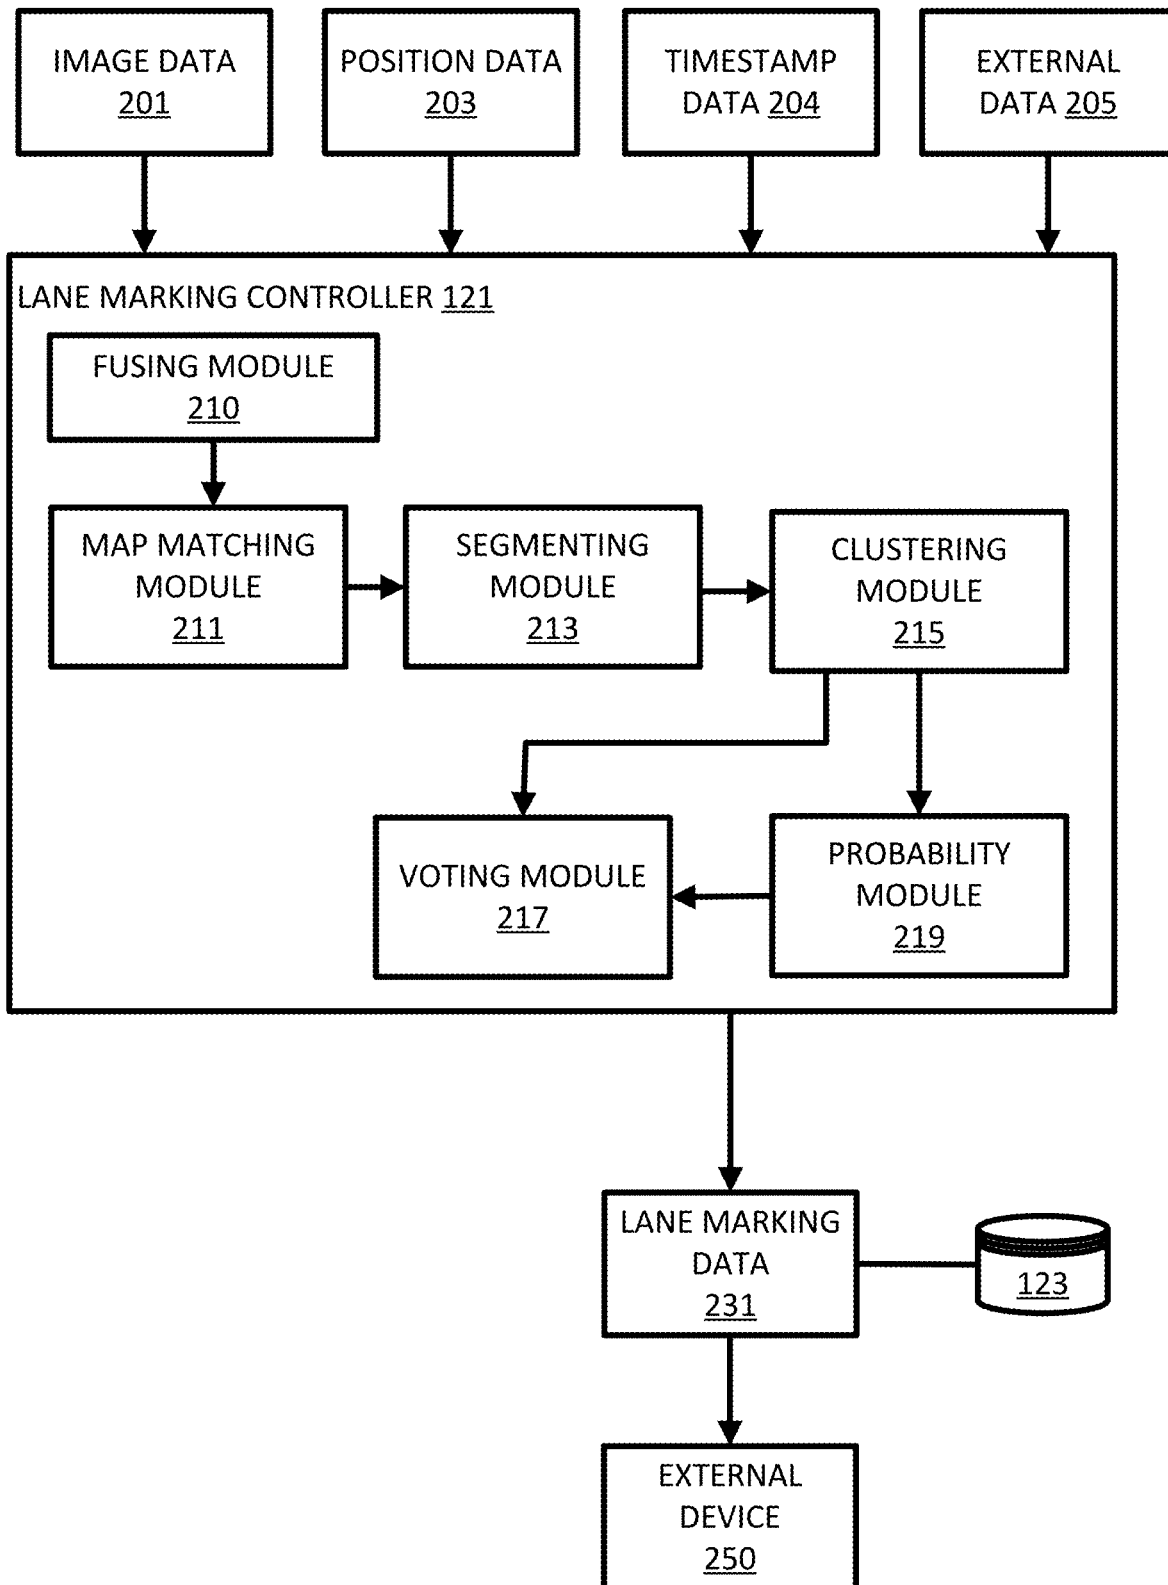 IMAGE DATA
201
POSITION DATA
203
TIMESTAMP
DATA 204
EXTERNAL
DATA 205
LANE MARKING CONTROLLER 121
FUSING MODULE
210
MAP MATCHING
MODULE
211
SEGMENTING
MODULE
213
CLUSTERING
MODULE
215
VOTING MODULE
217
PROBABILITY
MODULE
219
LANE MARKING
DATA
231
123
EXTERNAL
DEVICE
250